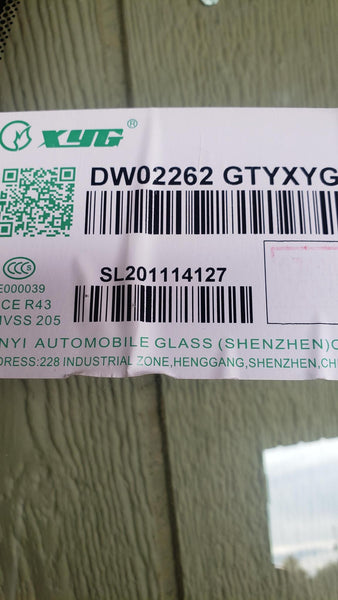 XYG
DW02262 GTYXYG
SL201114127
E000039
CE R43
MVSS 205
NYI AUTOMOBILE GLASS (SHENZHEN)C
DRESS:228 INDUSTRIAL ZONE,HENGGANG,SHENZHEN,CHI